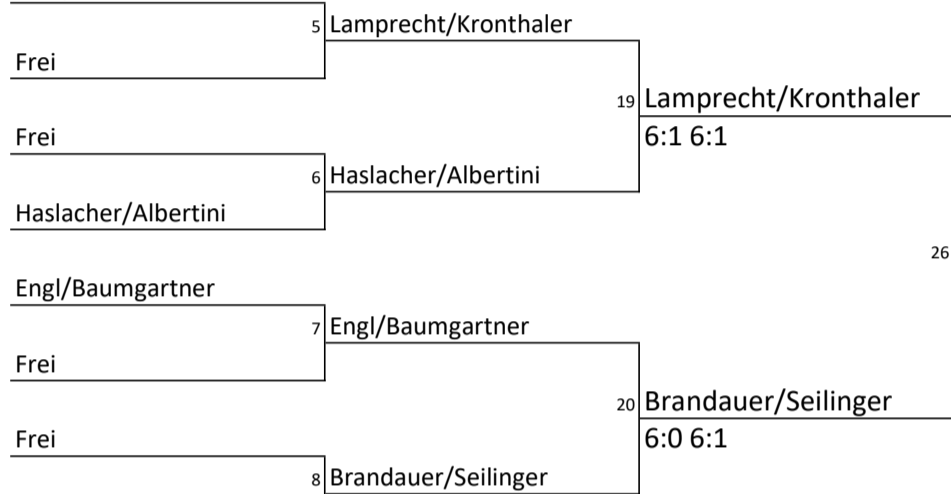 5 Lamprecht/Kronthaler
Frei
19 Lamprecht/Kronthaler
Frei
6:1 6:1
6 Haslacher/Albertini
Haslacher/Albertini
26
Engl/Baumgartner
7 Engl/Baumgartner
Frei
20 Brandauer/Seilinger
Frei
6:0 6:1
8 Brandauer/Seilinger